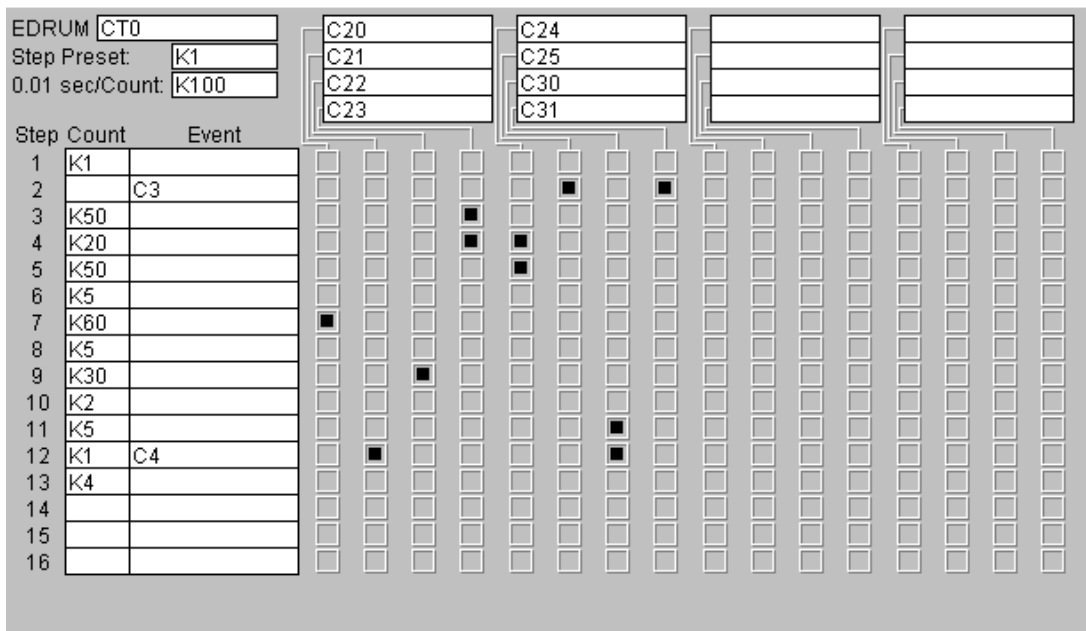 EDRUM CT0
Step Preset: K1
0.01 sec/Count: K100
C20
C21
C22
C23
C24
C25
C30
C31
Step Count Event
1 K1
2 C3
3 K50
4 K20
5 K50
6 K5
7 K60
8 K5
9 K30
10 K2
11 K5
12 K1 C4
13 K4
14
15
16